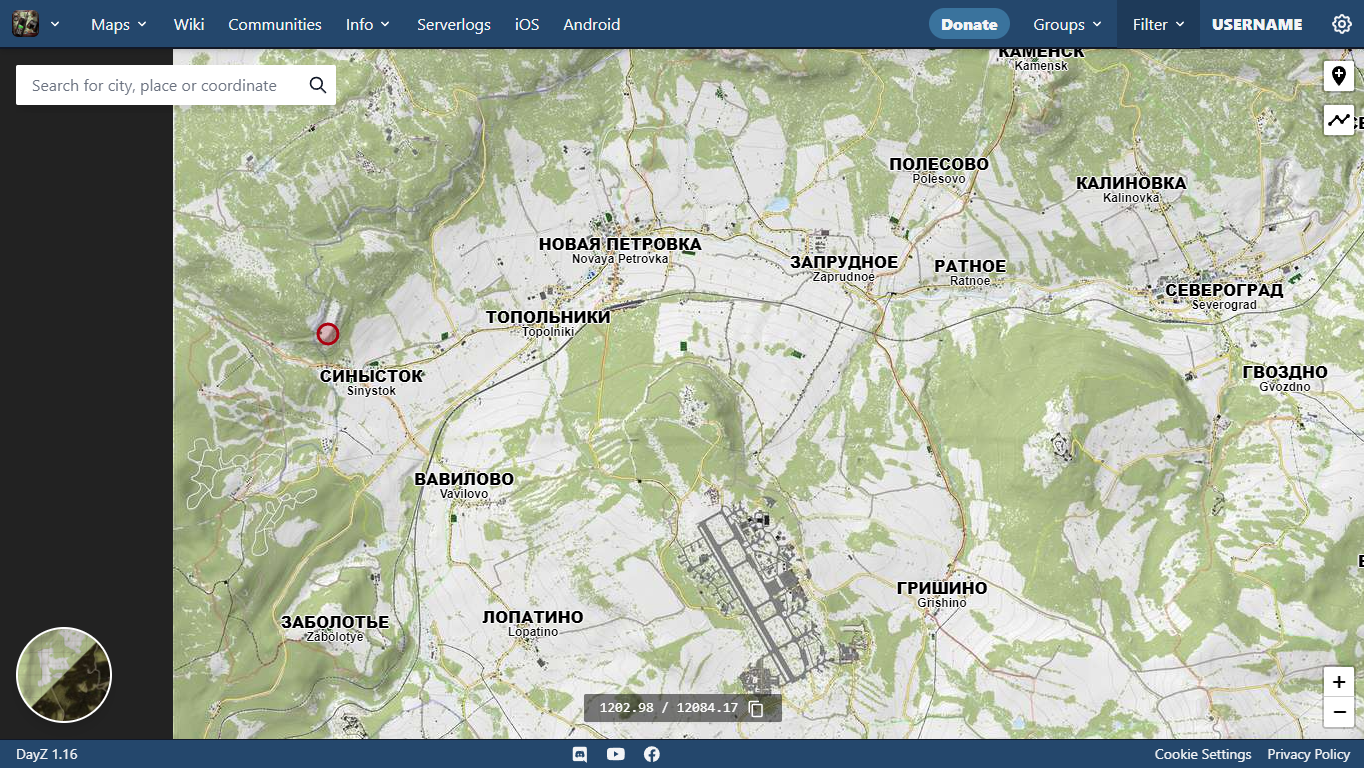 Maps
Wiki
Communities
Info
Serverlogs
iOS
Android
Donate
Groups
Filter
USERNAME
Search for city, place or coordinate
КАМЕНСК
Kamensk
ПОЛЕСОВО
Polesovo
КАЛИНОВКА
Kalinovka
НОВАЯ ПЕТРОВКА
Novaya Petrovka
ЗАПРУДНОЕ
Zaprudnoe
РАТНОЕ
Ratnoe
СЕВЕРОГРАД
Severograd
ТОПОЛЬНИКИ
Topolniki
СИНЫСТОК
Sinystok
ГВОЗДНО
Gvozdno
ВАВИЛОВО
Vavilovo
ГРИШИНО
Grishino
ЗАБОЛОТЬЕ
Zabolotye
ЛОПАТИНО
Lopatino
+
−
1202.98 / 12084.17
DayZ 1.16
Cookie Settings
Privacy Policy